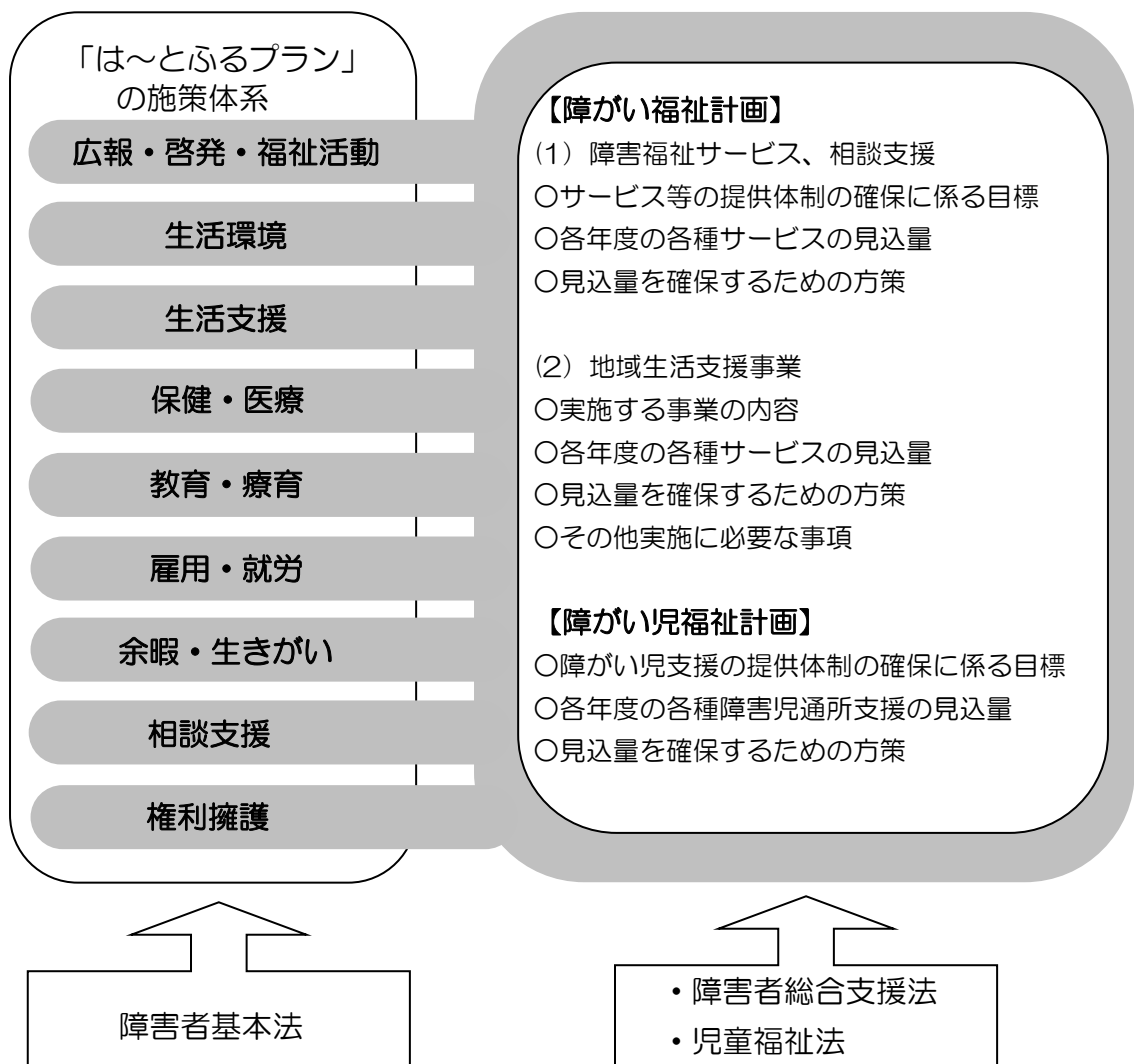 「は～とふるプラン」
の施策体系
広報・啓発・福祉活動
生活環境
生活支援
保健・医療
教育・療育
雇用・就労
余暇・生きがい
相談支援
権利擁護
障害者基本法
【障がい福祉計画】
(1) 障害福祉サービス、相談支援
○サービス等の提供体制の確保に係る目標
○各年度の各種サービスの見込量
○見込量を確保するための方策
(2) 地域生活支援事業
○実施する事業の内容
○各年度の各種サービスの見込量
○見込量を確保するための方策
○その他実施に必要な事項
【障がい児福祉計画】
○障がい児支援の提供体制の確保に係る目標
○各年度の各種障害児通所支援の見込量
○見込量を確保するための方策
・障害者総合支援法
・児童福祉法